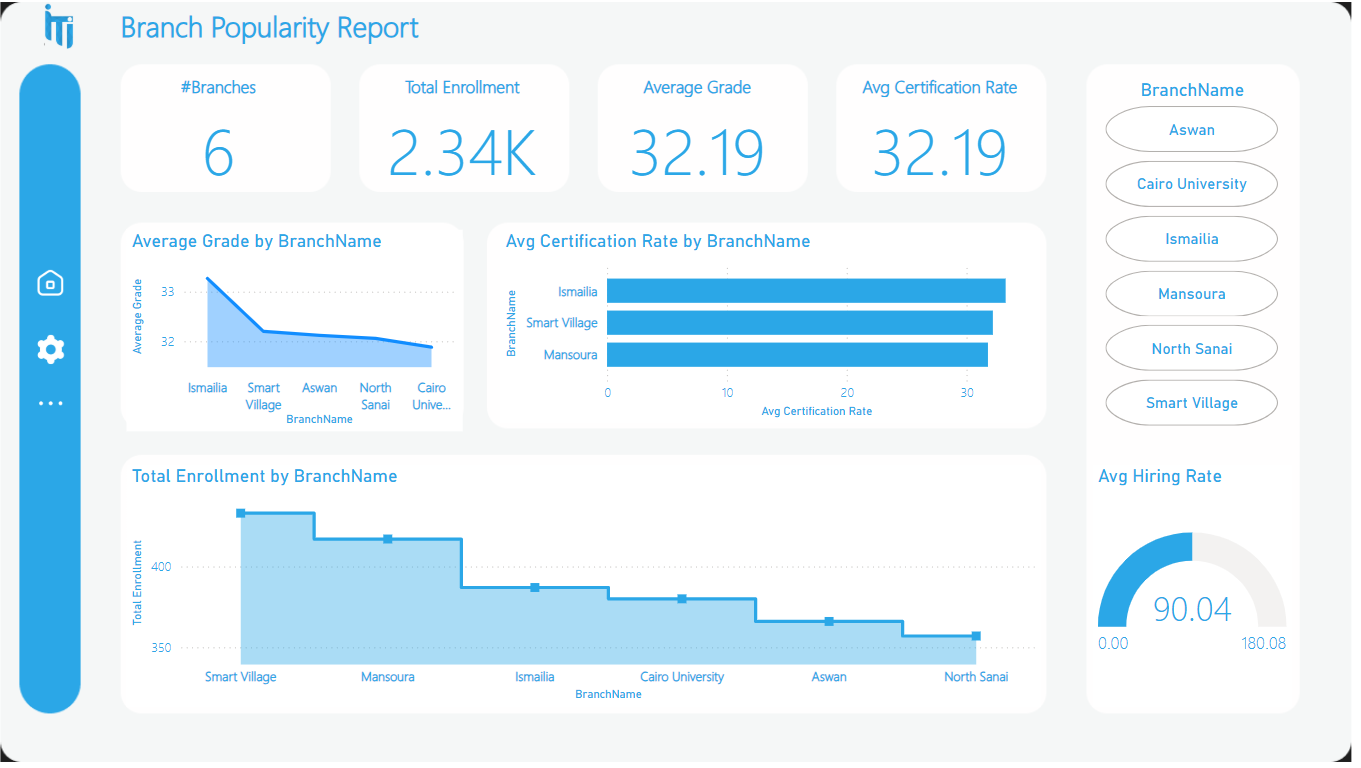 iTi
Branch Popularity Report
#Branches
6
Total Enrollment
2.34K
Average Grade
32.19
Avg Certification Rate
32.19
BranchName
Aswan
Cairo University
Ismailia
Mansoura
North Sanai
Smart Village
Average Grade by BranchName
Average Grade
33
32
Ismailia
Smart
Village
Aswan
North
Sanai
Cairo
Unive...
BranchName
Avg Certification Rate by BranchName
BranchName
Ismailia
Smart Village
Mansoura
0
10
20
30
Avg Certification Rate
Total Enrollment by BranchName
Total Enrollment
400
350
Smart Village
Mansoura
Ismailia
Cairo University
Aswan
North Sanai
BranchName
Avg Hiring Rate
90.04
0.00
180.08